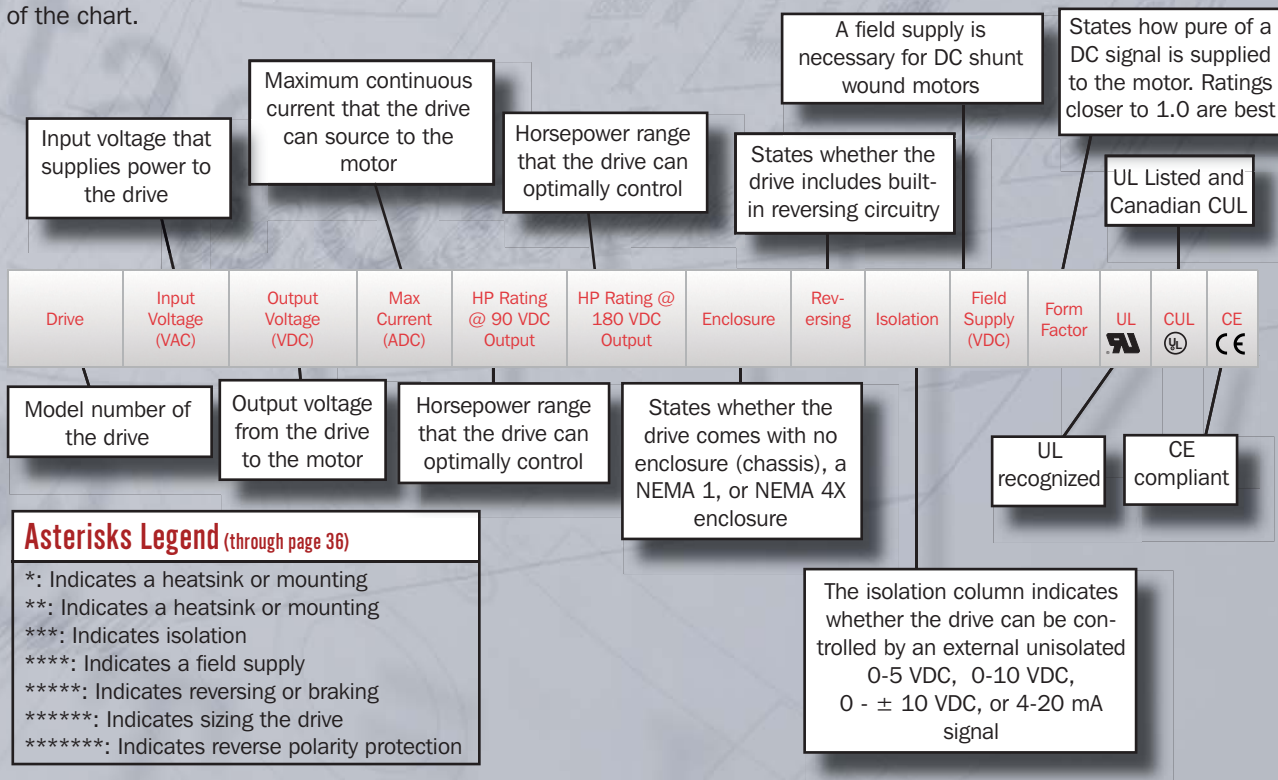 of the chart.
A field supply is
necessary for DC shunt
wound motors
States how pure of a
DC signal is supplied
to the motor. Ratings
closer to 1.0 are best
Maximum continuous
current that the drive
can source to the
motor
Input voltage that
supplies power to
the drive
Horsepower range
that the drive can
optimally control
States whether the
drive includes built-
in reversing circuitry
UL Listed and
Canadian CUL
Drive
Input
Voltage
(VAC)
Output
Voltage
(VDC)
Max
Current
(ADC)
HP Rating
@ 90 VDC
Output
HP Rating @
180 VDC
Output
Enclosure
Rev-
ersing
Isolation
Field
Supply
(VDC)
Form
Factor
UL
CUL
UL
CE
CE
Model number of
the drive
Output voltage
from the drive
to the motor
Horsepower range
that the drive can
optimally control
States whether the
drive comes with no
enclosure (chassis), a
NEMA 1, or NEMA 4X
enclosure
UL
recognized
CE
compliant
Asterisks Legend (through page 36)
*: Indicates a heatsink or mounting
**: Indicates a heatsink or mounting
***: Indicates isolation
****: Indicates a field supply
*****: Indicates reversing or braking
******: Indicates sizing the drive
*******: Indicates reverse polarity protection
The isolation column indicates
whether the drive can be con-
trolled by an external unisolated
0-5 VDC, 0-10 VDC,
0 - ± 10 VDC, or 4-20 mA
signal